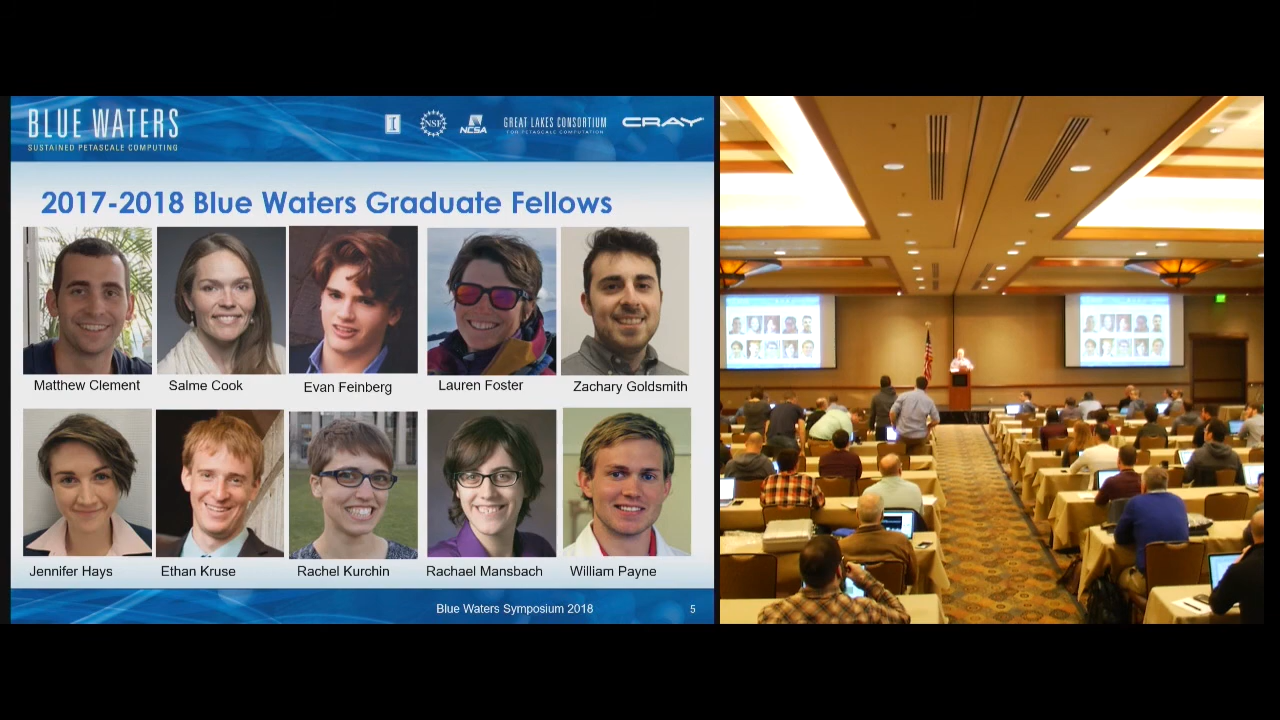 BLUE WATERS
SUSTAINED PETASCALE COMPUTING
I
NSF
NCSA
GREAT LAKES CONSORTIUM
FOR PETASCALE COMPUTATION
CRAY
2017-2018 Blue Waters Graduate Fellows
Matthew Clement
Salme Cook
Evan Feinberg
Lauren Foster
Zachary Goldsmith
Jennifer Hays
Ethan Kruse
Rachel Kurchin
Rachael Mansbach
William Payne
Blue Waters Symposium 2018
5